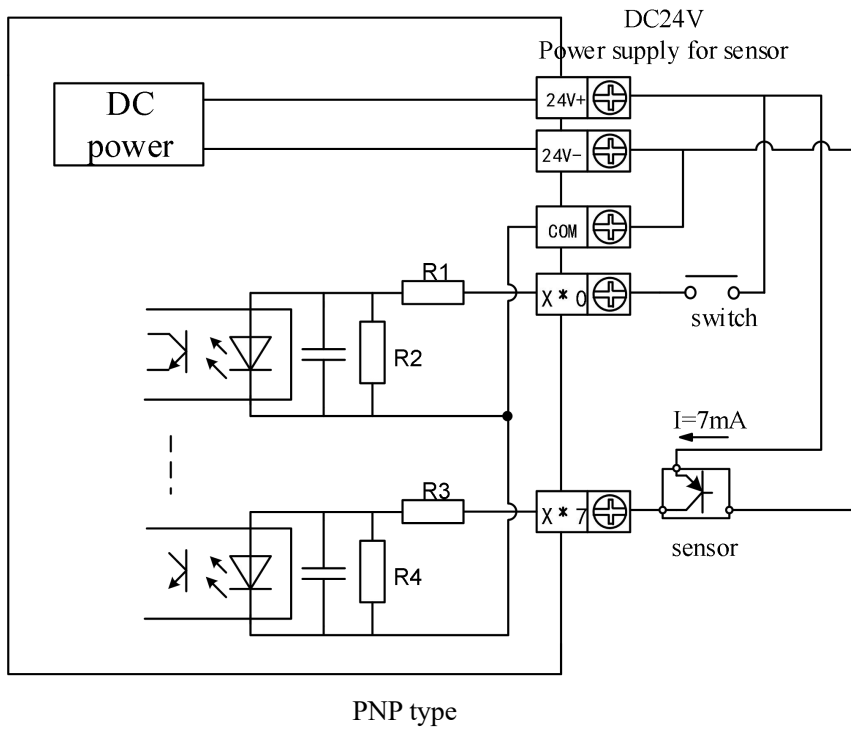 DC24V
Power supply for sensor
DC
power
24V+
24V-
COM
R1
X * 0
switch
R2
I=7mA
R3
X * 7
sensor
R4
PNP type